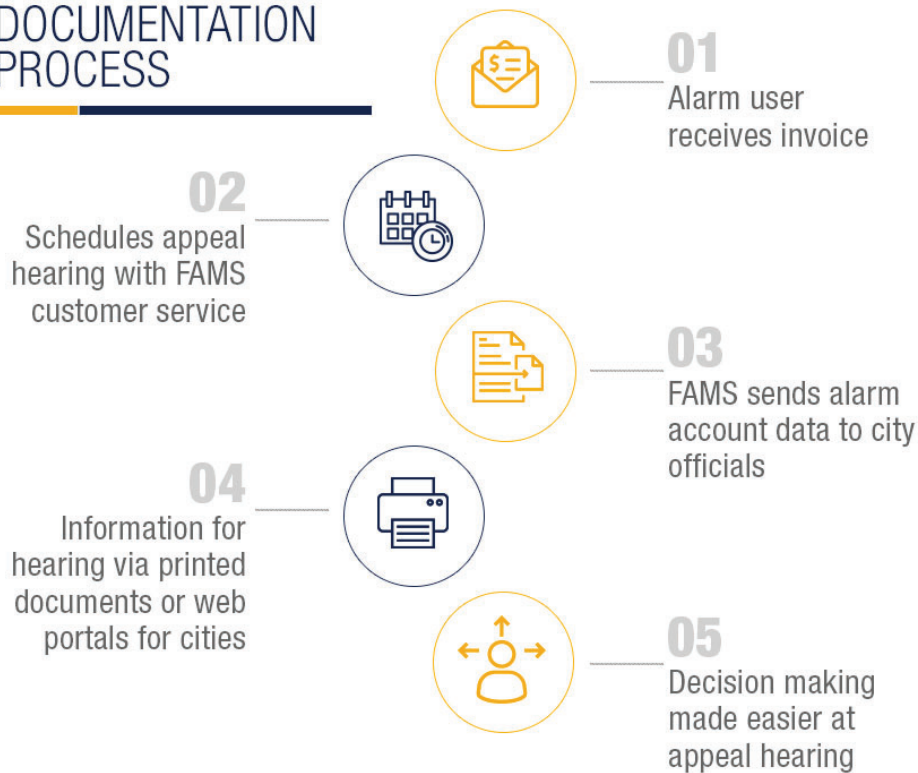 DOCUMENTATION
PROCESS
01
Alarm user
receives invoice
02
Schedules appeal
hearing with FAMS
customer service
03
FAMS sends alarm
account data to city
officials
04
Information for
hearing via printed
documents or web
portals for cities
05
Decision making
made easier at
appeal hearing